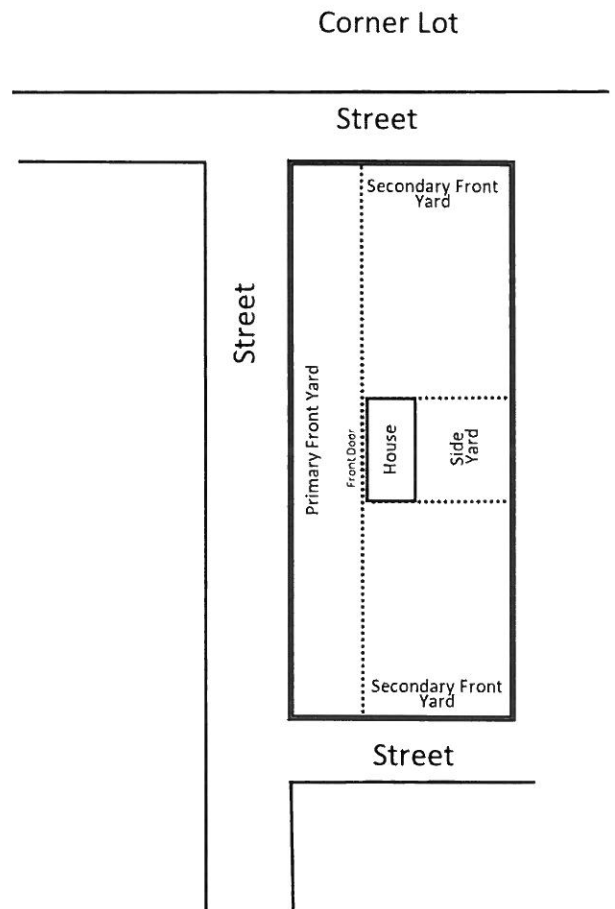 Corner Lot
Street
Secondary Front
Yard
Street
Primary Front Yard
Front Door
House
Side
Yard
Secondary Front
Yard
Street